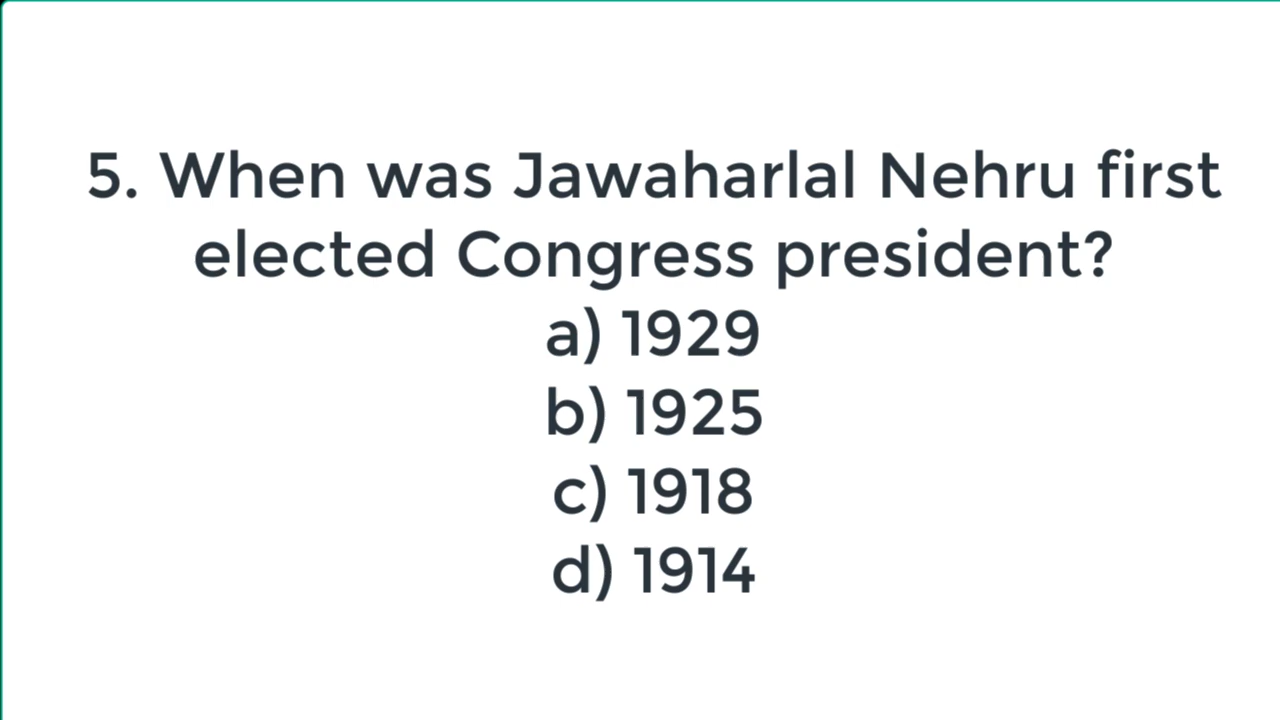 5. When was Jawaharlal Nehru first
elected Congress president?
a) 1929
b) 1925
c) 1918
d) 1914